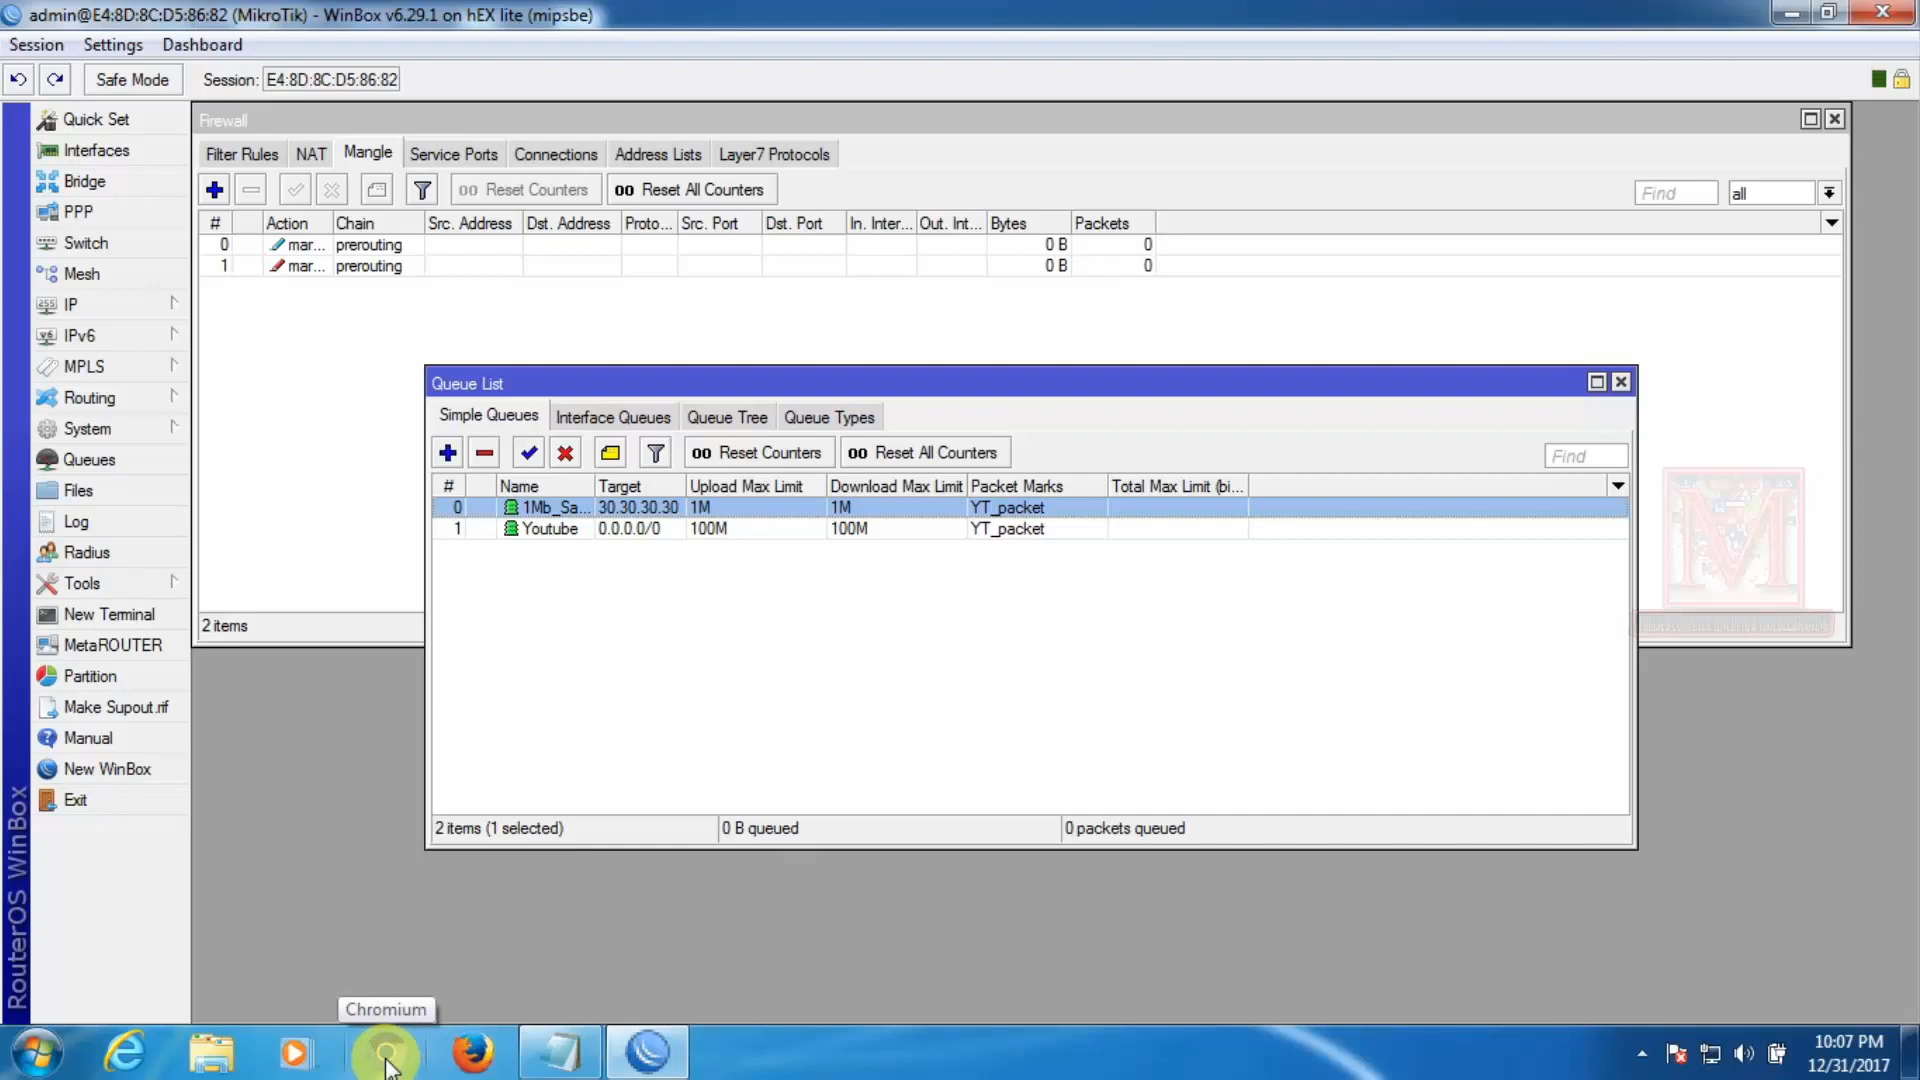 admin@E4:8D:8C:D5:86:82 (MikroTik) - WinBox v6.29.1 on hEX lite (mipsbe)
Session Settings Dashboard
Safe Mode Session: E4:8D:8C:D5:86:82
Quick Set
Interfaces
Bridge
PPP
Switch
Mesh
IP
IPv6
MPLS
Routing
System
Queues
Files
Log
Radius
Tools
New Terminal
MetaROUTER
Partition
Make Supout.rif
Manual
New WinBox
Exit
RouterOS WinBox
Firewall
Filter Rules NAT Mangle Service Ports Connections Address Lists Layer7 Protocols
00 Reset Counters 00 Reset All Counters Find all
# Action Chain Src. Address Dst. Address Proto... Src. Port Dst. Port In. Inter... Out. Int... Bytes Packets
0 mar... prerouting 0 B 0
1 mar... prerouting 0 B 0
2 items
Queue List
Simple Queues Interface Queues Queue Tree Queue Types
00 Reset Counters 00 Reset All Counters Find
# Name Target Upload Max Limit Download Max Limit Packet Marks Total Max Limit (bi...
0 1Mb_Sa... 30.30.30.30 1M 1M YT_packet
1 Youtube 0.0.0.0/0 100M 100M YT_packet
2 items (1 selected) 0 B queued 0 packets queued
M
Chromium
10:07 PM
12/31/2017